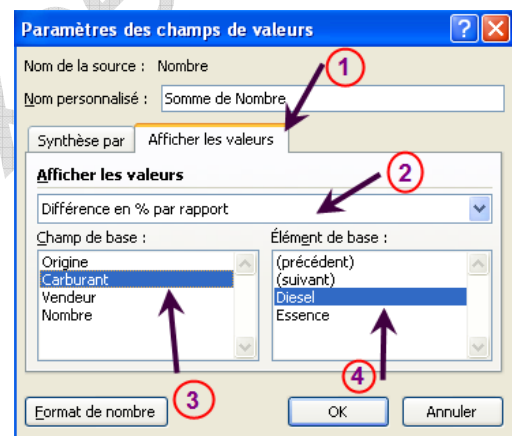 Paramètres des champs de valeurs
Nom de la source : Nombre
1
Nom personnalisé : Somme de Nombre
Synthèse par Afficher les valeurs
Afficher les valeurs
2
Différence en % par rapport
Champ de base : Élément de base :
Origine (précédent)
Carburant (suivant)
Vendeur Diesel
Nombre Essence
3
4
Format de nombre OK Annuler